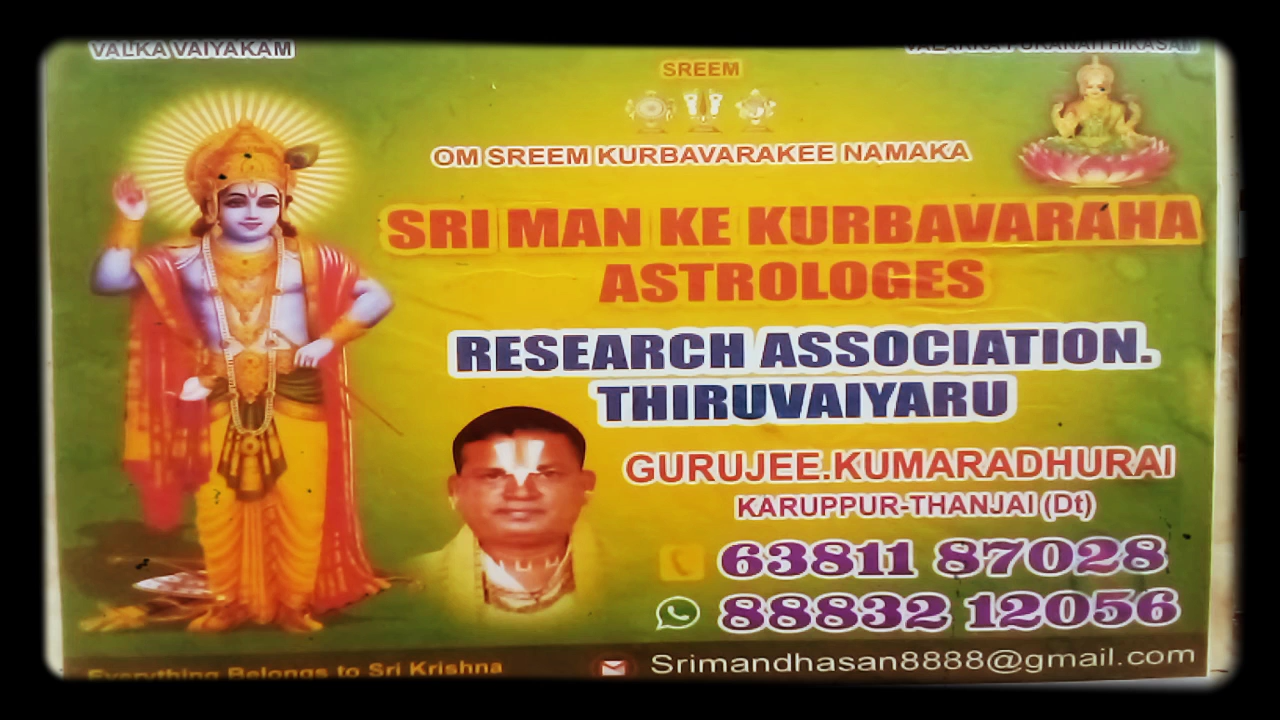 VALKA VAIYAKAM
SREEM
OM SREEM KURBAVARAKEE NAMAKA
SRI MAN KE KURBAVARAHA
ASTROLOGES
RESEARCH ASSOCIATION.
THIRUVAIYARU
GURUJEE.KUMARADHURAI
KARUPPUR-THANJAI (Dt)
63811 87028
88832 12056
Everything Belongs to Sri Krishna
Srimandhasan8888@gmail.com